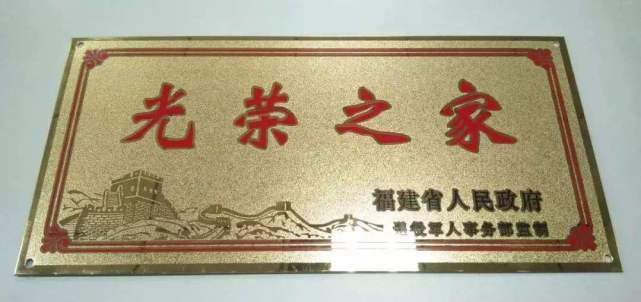 光荣之家
福建省人民政府
退役军人事务部监制